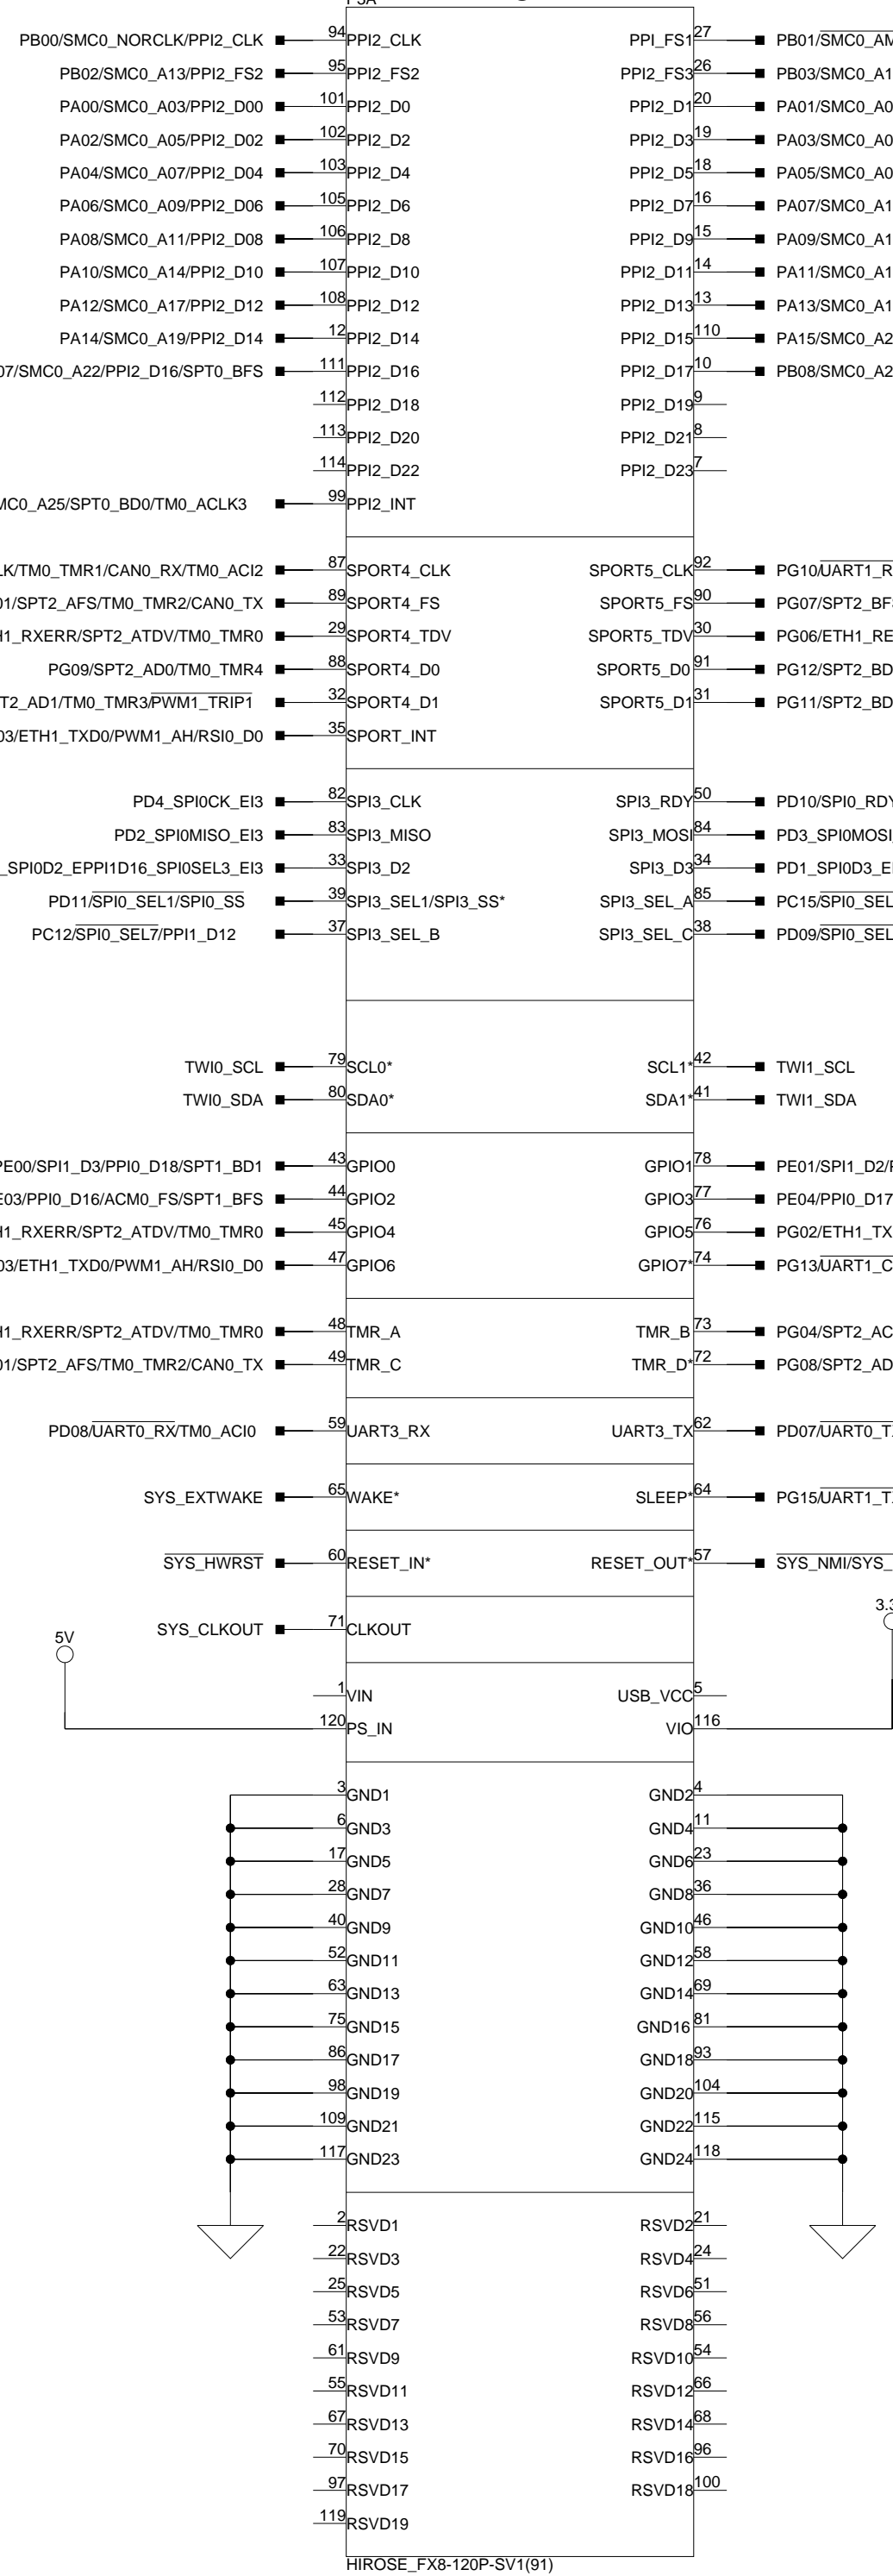 PB00/SMC0_NORCLK/PPI2_CLK 94 PPI2_CLK PPI_FS1 27 PB01/SMC0_AM
PB02/SMC0_A13/PPI2_FS2 95 PPI2_FS2 PPI2_FS3 26 PB03/SMC0_A1
PA00/SMC0_A03/PPI2_D00 101 PPI2_D0 PPI2_D1 20 PA01/SMC0_A0
PA02/SMC0_A05/PPI2_D02 102 PPI2_D2 PPI2_D3 19 PA03/SMC0_A0
PA04/SMC0_A07/PPI2_D04 103 PPI2_D4 PPI2_D5 18 PA05/SMC0_A0
PA06/SMC0_A09/PPI2_D06 105 PPI2_D6 PPI2_D7 16 PA07/SMC0_A1
PA08/SMC0_A11/PPI2_D08 106 PPI2_D8 PPI2_D9 15 PA09/SMC0_A1
PA10/SMC0_A14/PPI2_D10 107 PPI2_D10 PPI2_D11 14 PA11/SMC0_A1
PA12/SMC0_A17/PPI2_D12 108 PPI2_D12 PPI2_D13 13 PA13/SMC0_A1
PA14/SMC0_A19/PPI2_D14 12 PPI2_D14 PPI2_D15 110 PA15/SMC0_A2
07/SMC0_A22/PPI2_D16/SPT0_BFS 111 PPI2_D16 PPI2_D17 10 PB08/SMC0_A2
112 PPI2_D18 PPI2_D19 9
113 PPI2_D20 PPI2_D21 8
114 PPI2_D22 PPI2_D23 7
MC0_A25/SPT0_BD0/TM0_ACLK3 99 PPI2_INT
LK/TM0_TMR1/CAN0_RX/TM0_ACI2 87 SPORT4_CLK SPORT5_CLK 92 PG10/UART1_R
01/SPT2_AFS/TM0_TMR2/CAN0_TX 89 SPORT4_FS SPORT5_FS 90 PG07/SPT2_BF
H1_RXERR/SPT2_ATDV/TM0_TMR0 29 SPORT4_TDV SPORT5_TDV 30 PG06/ETH1_RE
PG09/SPT2_AD0/TM0_TMR4 88 SPORT4_D0 SPORT5_D0 91 PG12/SPT2_BD
T2_AD1/TM0_TMR3/PWM1_TRIP1 32 SPORT4_D1 SPORT5_D1 31 PG11/SPT2_BD
03/ETH1_TXD0/PWM1_AH/RSI0_D0 35 SPORT_INT
PD4_SPI0CK_EI3 82 SPI3_CLK SPI3_RDY 50 PD10/SPI0_RDY
PD2_SPI0MISO_EI3 83 SPI3_MISO SPI3_MOSI 84 PD3_SPI0MOSI
_SPI0D2_EPPI1D16_SPI0SEL3_EI3 33 SPI3_D2 SPI3_D3 34 PD1_SPI0D3_E
PD11/SPI0_SEL1/SPI0_SS 39 SPI3_SEL1/SPI3_SS* SPI3_SEL_A 85 PC15/SPI0_SEL
PC12/SPI0_SEL7/PPI1_D12 37 SPI3_SEL_B SPI3_SEL_C 38 PD09/SPI0_SEL
TWI0_SCL 79 SCL0* SCL1* 42 TWI1_SCL
TWI0_SDA 80 SDA0* SDA1* 41 TWI1_SDA
PE00/SPI1_D3/PPI0_D18/SPT1_BD1 43 GPIO0 GPIO1 78 PE01/SPI1_D2/
E03/PPI0_D16/ACM0_FS/SPT1_BFS 44 GPIO2 GPIO3 77 PE04/PPI0_D17
H1_RXERR/SPT2_ATDV/TM0_TMR0 45 GPIO4 GPIO5 76 PG02/ETH1_TX
03/ETH1_TXD0/PWM1_AH/RSI0_D0 47 GPIO6 GPIO7* 74 PG13/UART1_C
H1_RXERR/SPT2_ATDV/TM0_TMR0 48 TMR_A TMR_B 73 PG04/SPT2_AC
01/SPT2_AFS/TM0_TMR2/CAN0_TX 49 TMR_C TMR_D* 72 PG08/SPT2_AD
PD08/UART0_RX/TM0_ACI0 59 UART3_RX UART3_TX 62 PD07/UART0_T
SYS_EXTWAKE 65 WAKE* SLEEP* 64 PG15/UART1_T
SYS_HWRST 60 RESET_IN* RESET_OUT* 57 SYS_NMI/SYS_
SYS_CLKOUT 71 CLKOUT
5V 3.3
1 VIN USB_VCC 5
120 PS_IN VIO 116
3 GND1 GND2 4
6 GND3 GND4 11
17 GND5 GND6 23
28 GND7 GND8 36
40 GND9 GND10 46
52 GND11 GND12 58
63 GND13 GND14 69
75 GND15 GND16 81
86 GND17 GND18 93
98 GND19 GND20 104
109 GND21 GND22 115
117 GND23 GND24 118
2 RSVD1 RSVD2 21
22 RSVD3 RSVD4 24
25 RSVD5 RSVD6 51
53 RSVD7 RSVD8 56
61 RSVD9 RSVD10 54
55 RSVD11 RSVD12 66
67 RSVD13 RSVD14 68
70 RSVD15 RSVD16 96
97 RSVD17 RSVD18 100
119 RSVD19
HIROSE_FX8-120P-SV1(91)